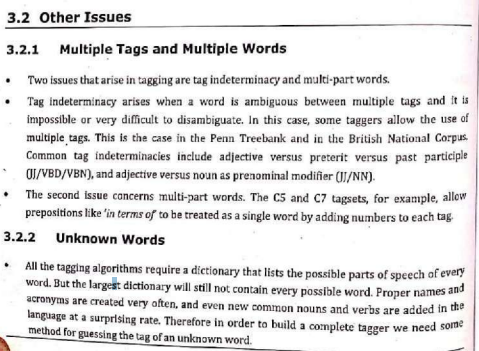 3.2 Other Issues
3.2.1 Multiple Tags and Multiple Words
• Two issues that arise in tagging are tag indeterminacy and multi-part words.
• Tag indeterminacy arises when a word is ambiguous between multiple tags and it is
impossible or very difficult to disambiguate. In this case, some taggers allow the use of
multiple tags. This is the case in the Penn Treebank and in the British National Corpus.
Common tag indeterminacies include adjective versus preterit versus past participle
(JJ/VBD/VBN), and adjective versus noun as prenominal modifier (JJ/NN).
• The second issue concerns multi-part words. The C5 and C7 tagsets, for example, allow
prepositions like 'in terms of' to be treated as a single word by adding numbers to each tag.
3.2.2 Unknown Words
• All the tagging algorithms require a dictionary that lists the possible parts of speech of every
word. But the largest dictionary will still not contain every possible word. Proper names and
acronyms are created very often, and even new common nouns and verbs are added in the
language at a surprising rate. Therefore in order to build a complete tagger we need some
method for guessing the tag of an unknown word.